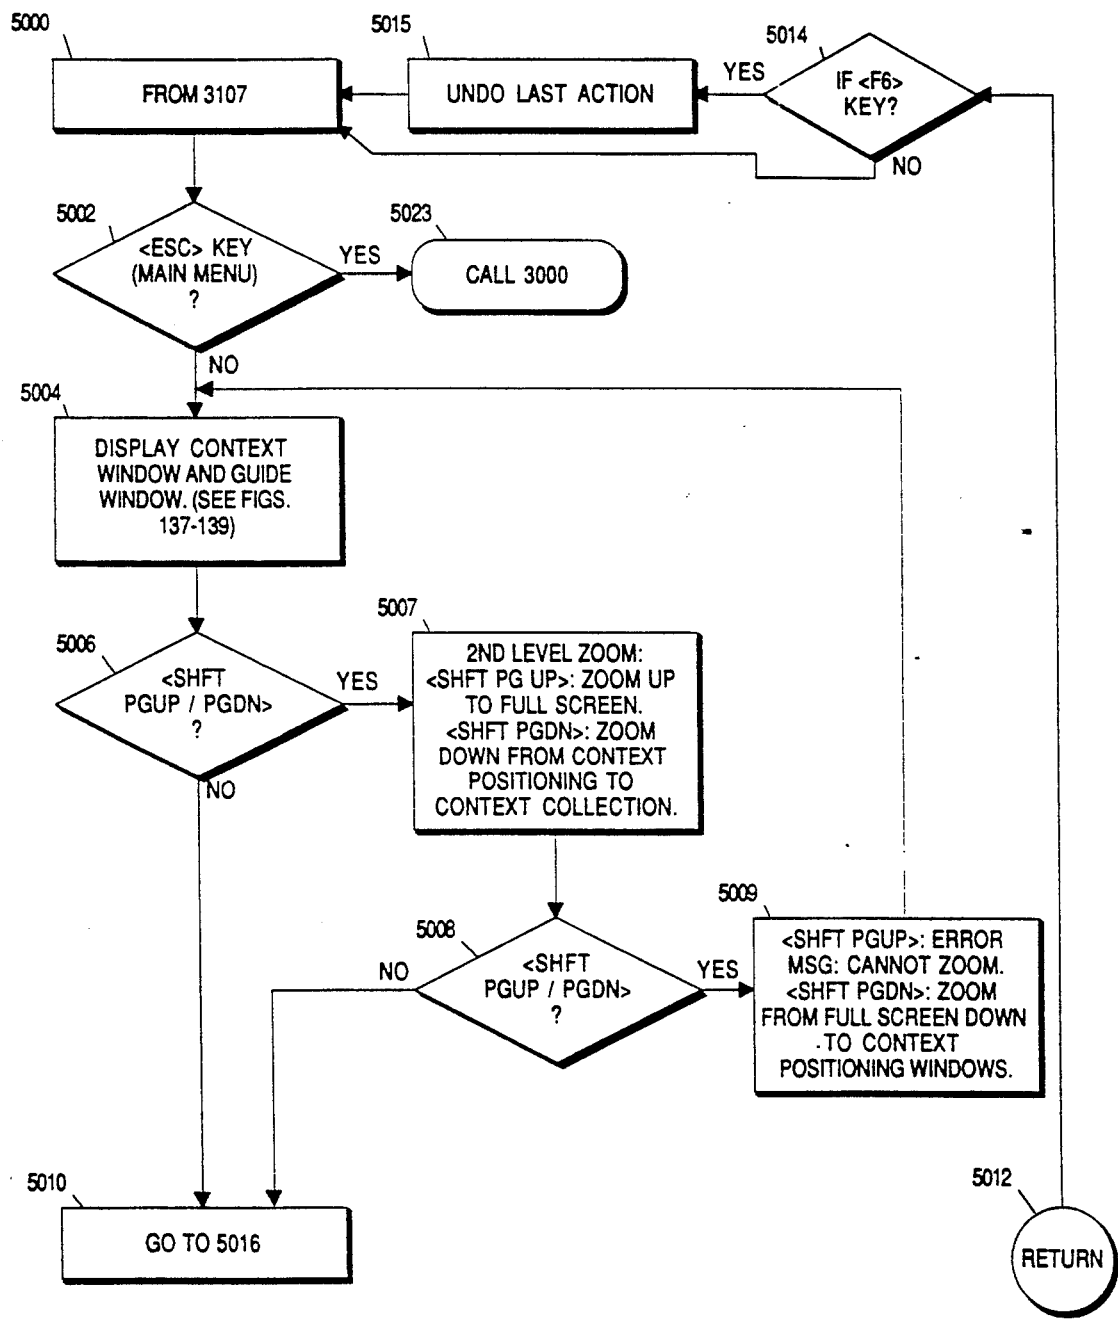 5000
FROM 3107
5015
UNDO LAST ACTION
YES
5014
IF <F6>
KEY?
NO
5002
<ESC> KEY
(MAIN MENU)
?
YES
5023
CALL 3000
NO
5004
DISPLAY CONTEXT
WINDOW AND GUIDE
WINDOW. (SEE FIGS.
137-139)
5006
<SHFT
PGUP / PGDN>
?
YES
NO
5007
2ND LEVEL ZOOM:
<SHFT PG UP>: ZOOM UP
TO FULL SCREEN.
<SHFT PGDN>: ZOOM
DOWN FROM CONTEXT
POSITIONING TO
CONTEXT COLLECTION.
5008
<SHFT
PGUP / PGDN>
?
NO
YES
5009
<SHFT PGUP>: ERROR
MSG: CANNOT ZOOM.
<SHFT PGDN>: ZOOM
FROM FULL SCREEN DOWN
TO CONTEXT
POSITIONING WINDOWS.
5010
GO TO 5016
5012
RETURN